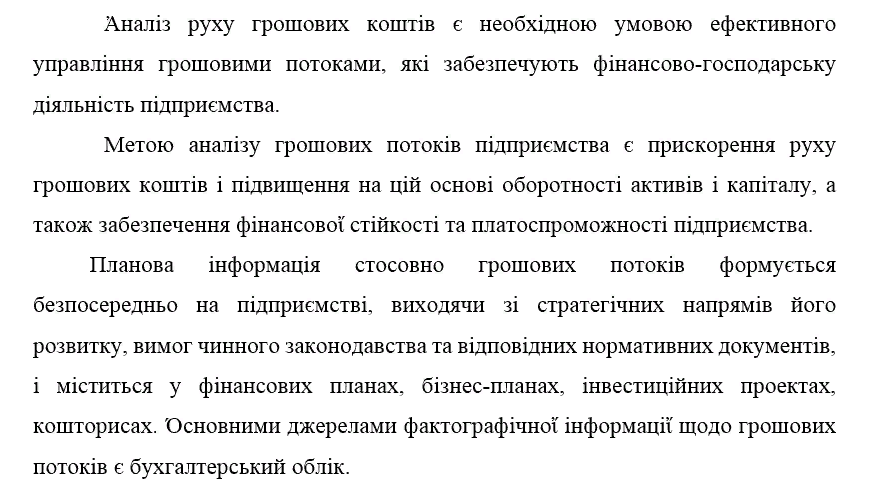 Аналіз руху грошових коштів є необхідною умовою ефективного
управління грошовими потоками, які забезпечують фінансово-господарську
діяльність підприємства.
Метою аналізу грошових потоків підприємства є прискорення руху
грошових коштів і підвищення на цій основі оборотності активів і капіталу, а
також забезпечення фінансової стійкості та платоспроможності підприємства.
Планова інформація стосовно грошових потоків формується
безпосередньо на підприємстві, виходячи зі стратегічних напрямів його
розвитку, вимог чинного законодавства та відповідних нормативних документів,
і міститься у фінансових планах, бізнес-планах, інвестиційних проектах,
кошторисах. Основними джерелами фактографічної інформації щодо грошових
потоків є бухгалтерський облік.